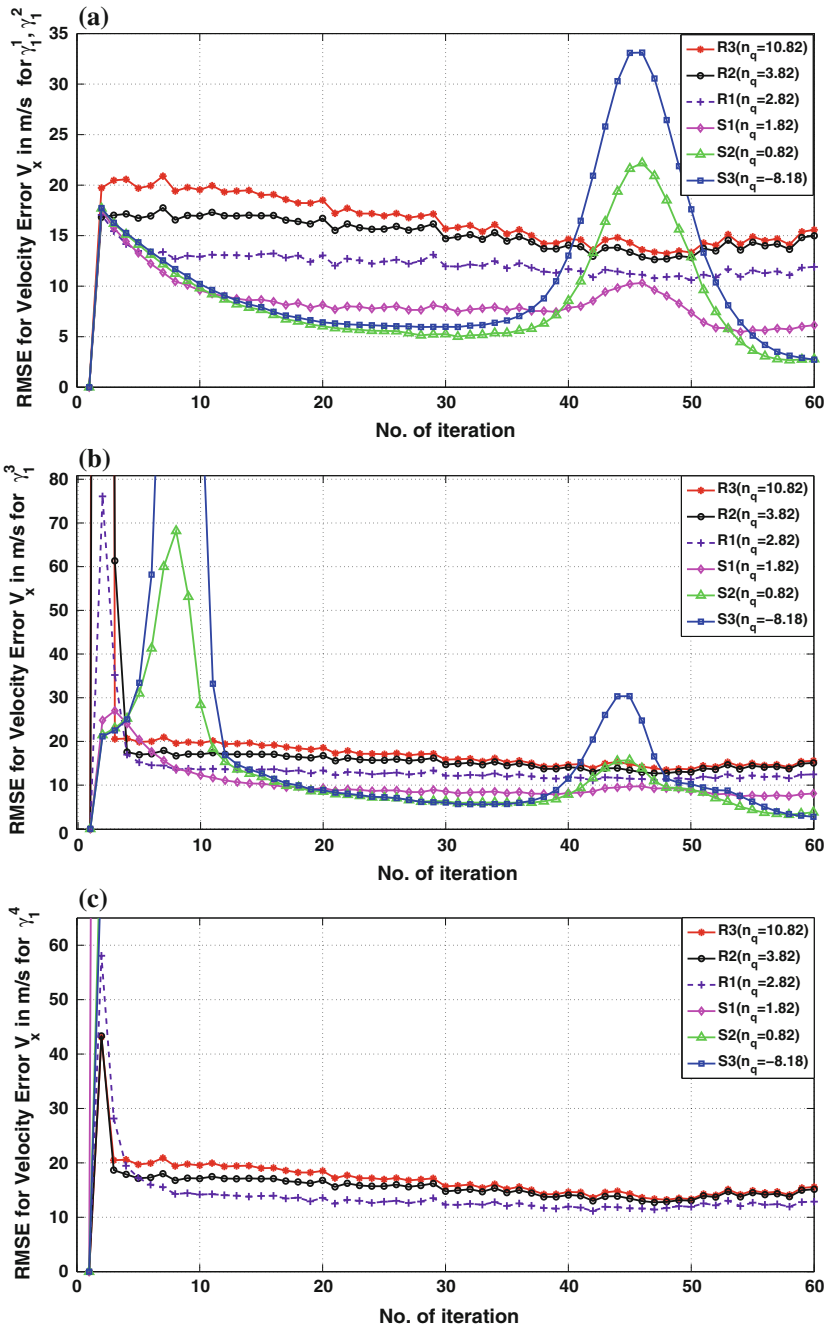 (a)
RMSE for Velocity Error V_x in m/s for γ_1^1, γ_1^2
35
30
25
20
15
10
5
0
0 10 20 30 40 50 60
No. of iteration
R3(n_q=10.82)
R2(n_q=3.82)
R1(n_q=2.82)
S1(n_q=1.82)
S2(n_q=0.82)
S3(n_q=−8.18)
(b)
RMSE for Velocity Error V_x in m/s for γ_1^3
80
70
60
50
40
30
20
10
0
0 10 20 30 40 50 60
No. of iteration
R3(n_q=10.82)
R2(n_q=3.82)
R1(n_q=2.82)
S1(n_q=1.82)
S2(n_q=0.82)
S3(n_q=−8.18)
(c)
RMSE for Velocity Error V_x in m/s for γ_1^4
60
50
40
30
20
10
0
0 10 20 30 40 50 60
No. of iteration
R3(n_q=10.82)
R2(n_q=3.82)
R1(n_q=2.82)
S1(n_q=1.82)
S2(n_q=0.82)
S3(n_q=−8.18)